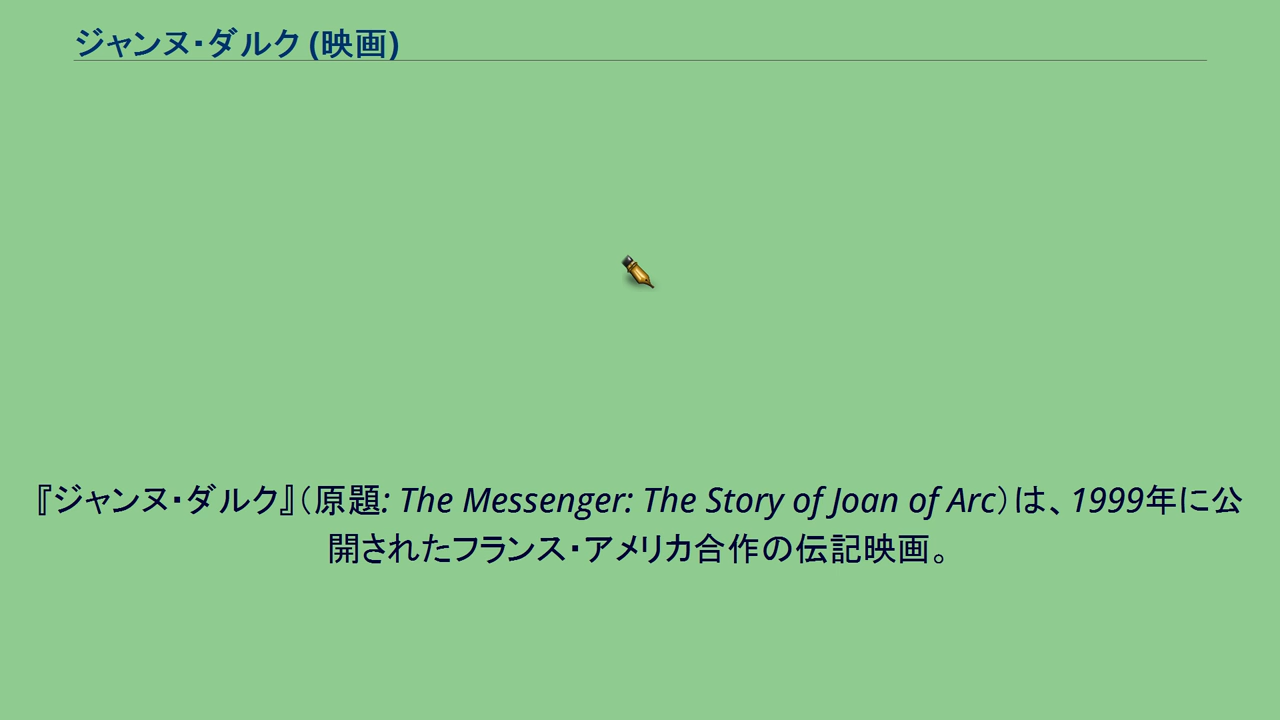 ジャンヌ・ダルク (映画)
『ジャンヌ・ダルク』（原題: The Messenger: The Story of Joan of Arc）は、1999年に公
開されたフランス・アメリカ合作の伝記映画。